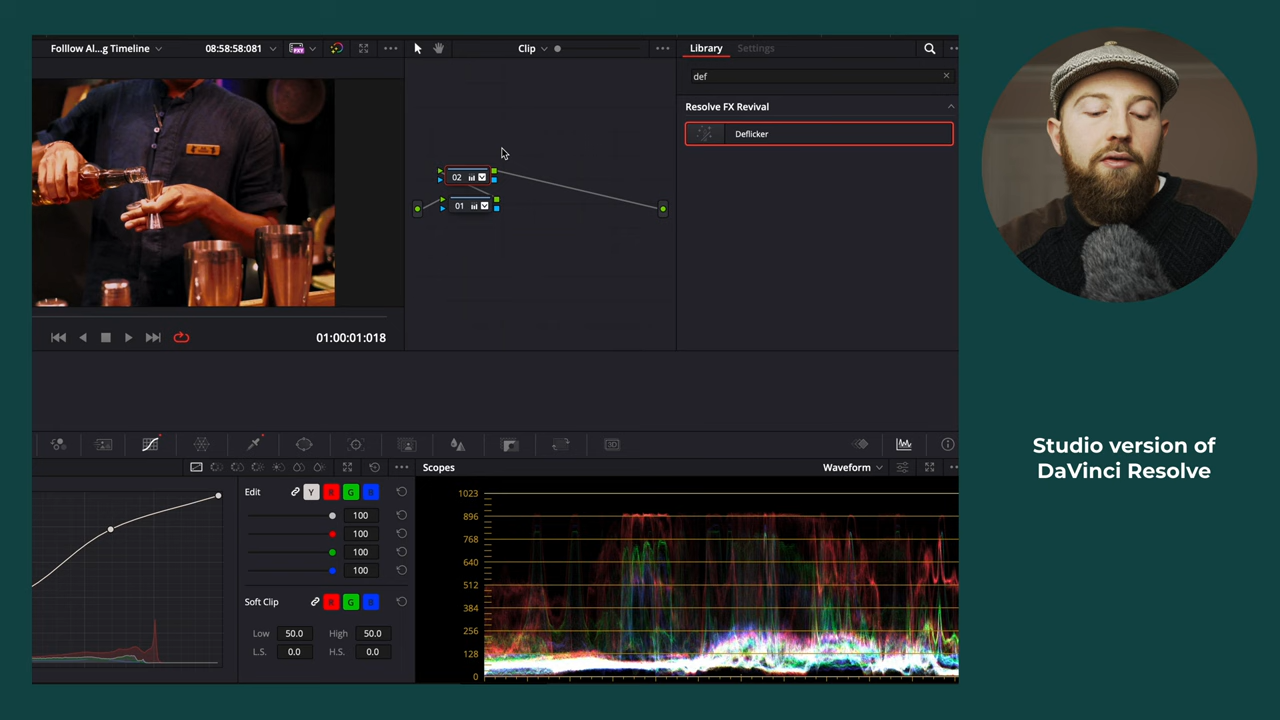 Folllow Al...g Timeline
08:58:58:081
Clip
Library
Settings
def
Resolve FX Revival
Deflicker
02
01
01:00:01:018
3D
Scopes
Waveform
Edit
Y
R
G
B
100
100
100
100
Soft Clip
R
G
B
Low
50.0
High
50.0
L.S.
0.0
H.S.
0.0
1023
896
768
640
512
384
256
128
0
Studio version of
DaVinci Resolve